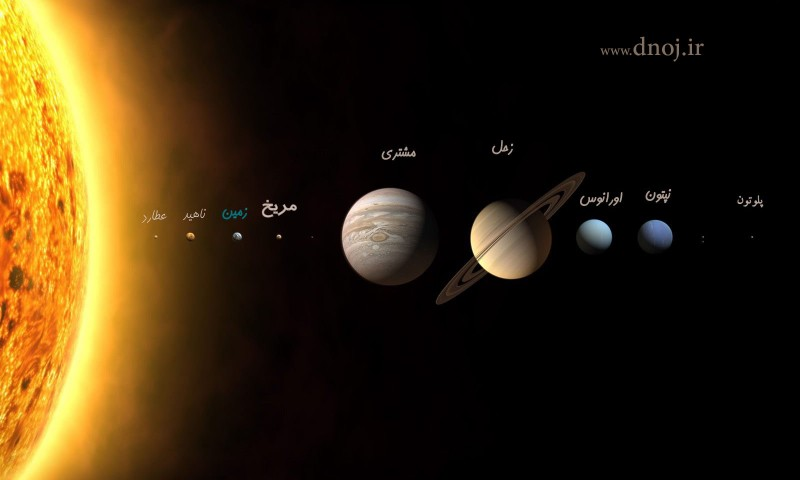 www.dnoj.ir
عطارد
ناهید
زمین
مریخ
مشتری
زحل
اورانوس
نپتون
پلوتون